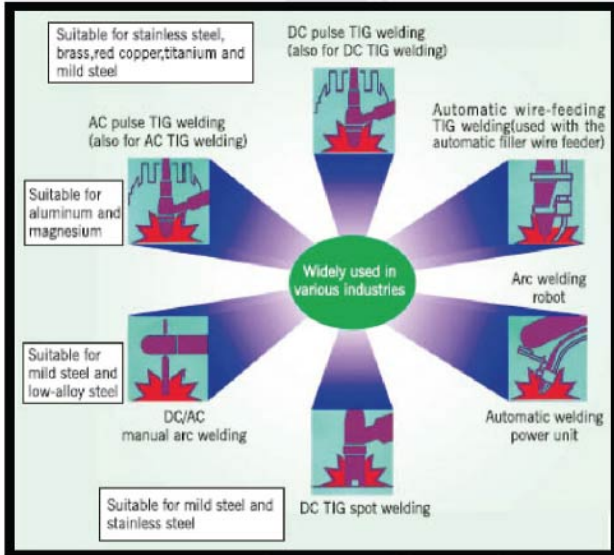 Suitable for stainless steel,
brass,red copper,titanium and
mild steel
DC pulse TIG welding
(also for DC TIG welding)
AC pulse TIG welding
(also for AC TIG welding)
Automatic wire-feeding
TIG welding(used with the
automatic filler wire feeder)
Suitable for
aluminum and
magnesium
Widely used in
various industries
Arc welding
robot
Suitable for
mild steel and
low-alloy steel
DC/AC
manual arc welding
Automatic welding
power unit
Suitable for mild steel and
stainless steel
DC TIG spot welding